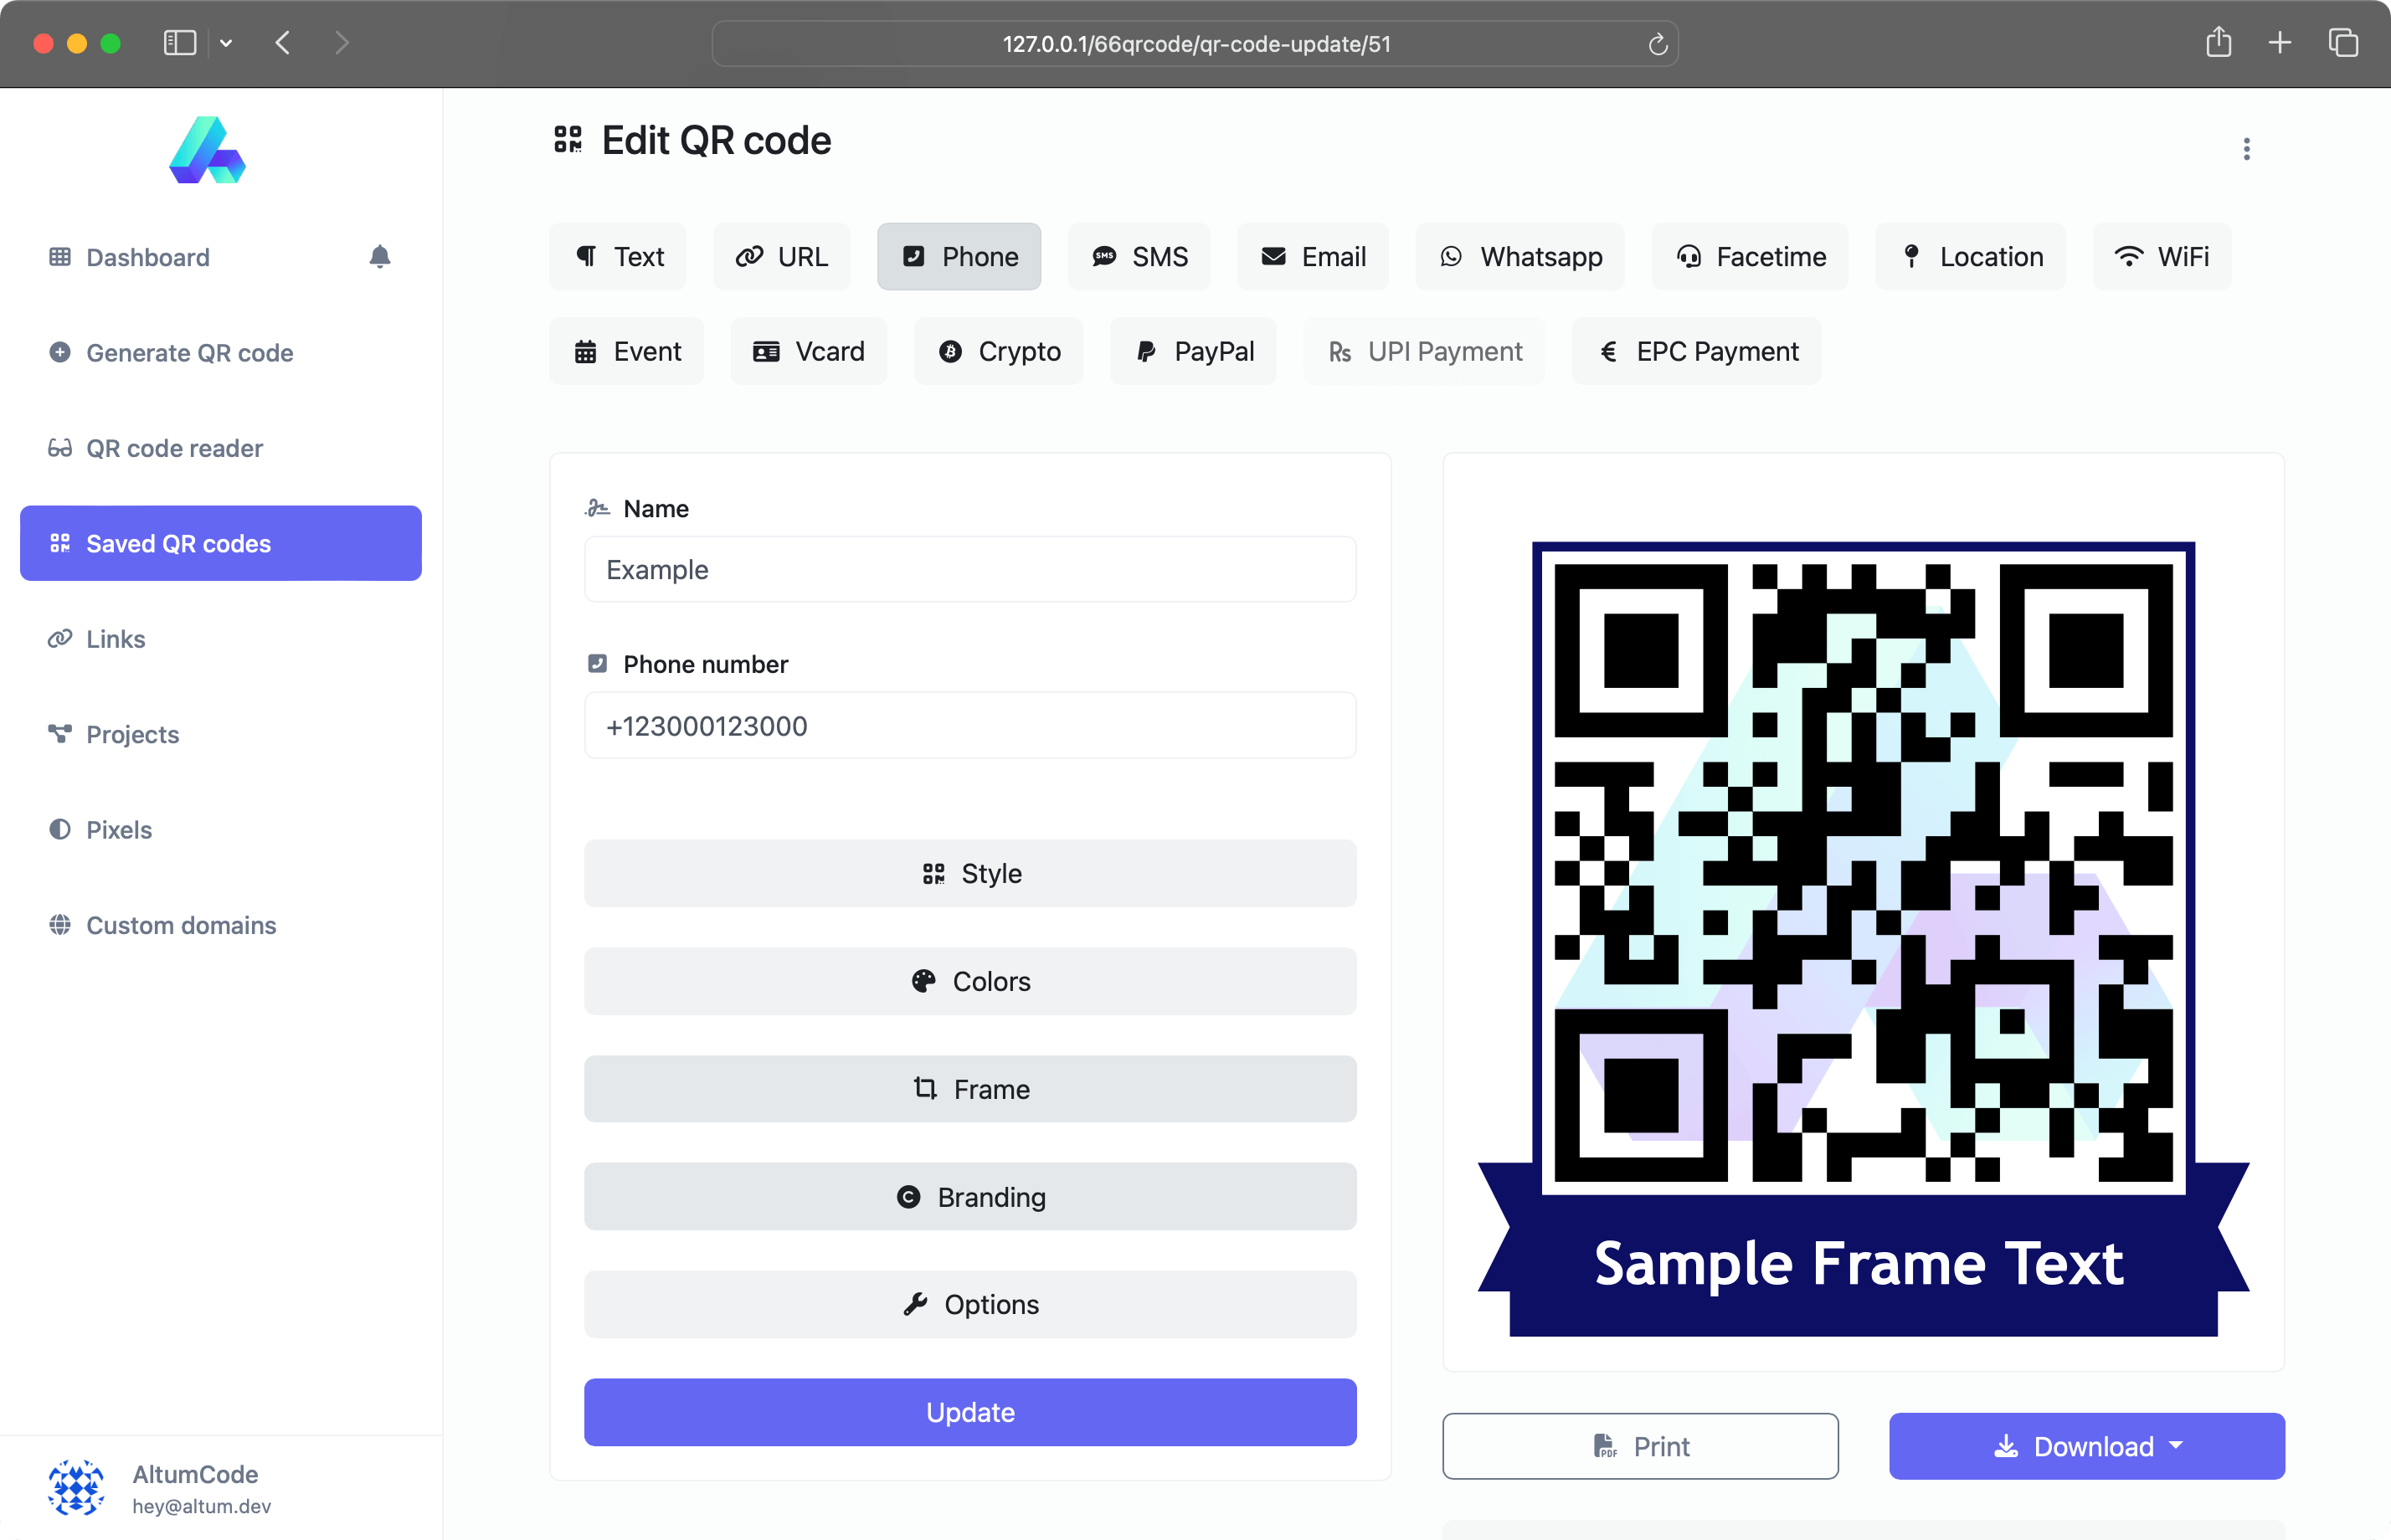 127.0.0.1/66qrcode/qr-code-update/51
Dashboard
Generate QR code
QR code reader
Saved QR codes
Links
Projects
Pixels
Custom domains
AltumCode
hey@altum.dev
Edit QR code
Text
URL
Phone
SMS
SMS
Email
Whatsapp
Facetime
Location
WiFi
Event
Vcard
Crypto
PayPal
Rs UPI Payment
€ EPC Payment
Name
Example
Phone number
+123000123000
Style
Colors
Frame
Branding
Options
Update
Sample Frame Text
PDF Print
Download